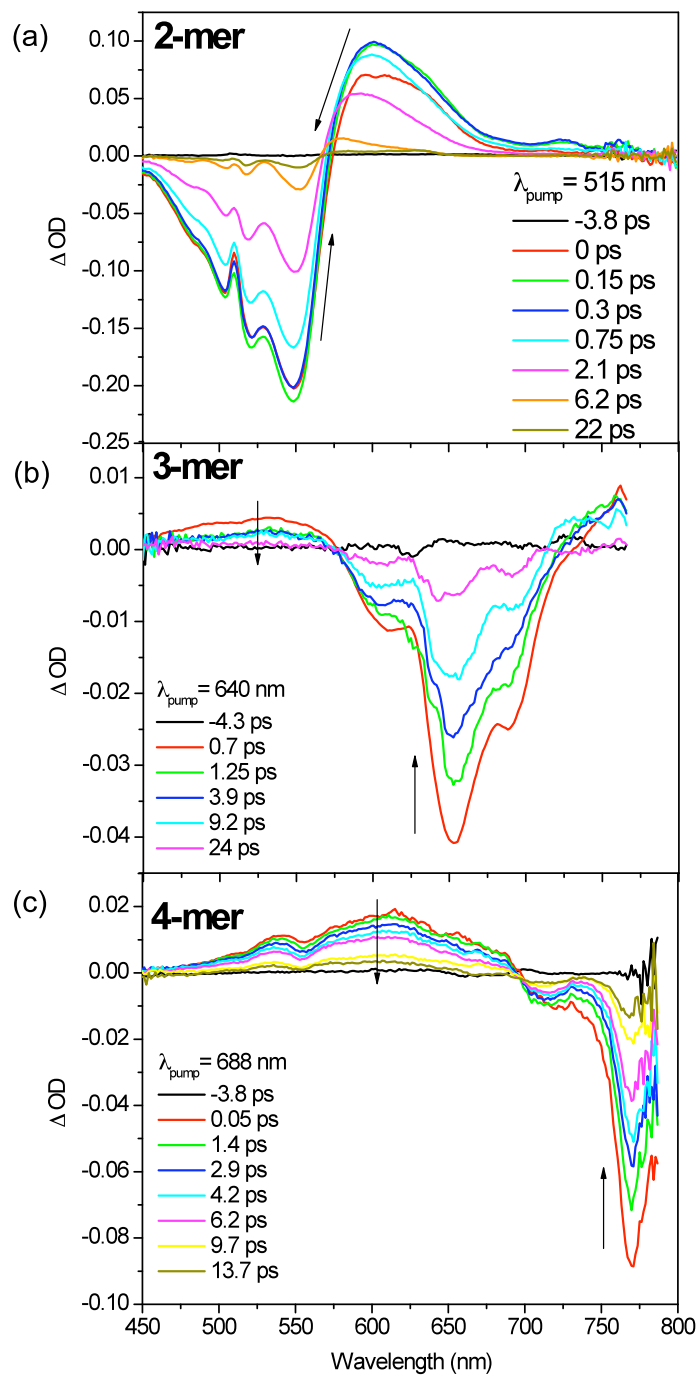 (a)
2-mer
0.10
0.05
0.00
-0.05
-0.10
-0.15
-0.20
-0.25
Δ OD
λpump = 515 nm
-3.8 ps
0 ps
0.15 ps
0.3 ps
0.75 ps
2.1 ps
6.2 ps
22 ps
(b)
3-mer
0.01
0.00
-0.01
-0.02
-0.03
-0.04
Δ OD
λpump = 640 nm
-4.3 ps
0.7 ps
1.25 ps
3.9 ps
9.2 ps
24 ps
(c)
4-mer
0.02
0.00
-0.02
-0.04
-0.06
-0.08
-0.10
Δ OD
λpump = 688 nm
-3.8 ps
0.05 ps
1.4 ps
2.9 ps
4.2 ps
6.2 ps
9.7 ps
13.7 ps
450 500 550 600 650 700 750 800
Wavelength (nm)